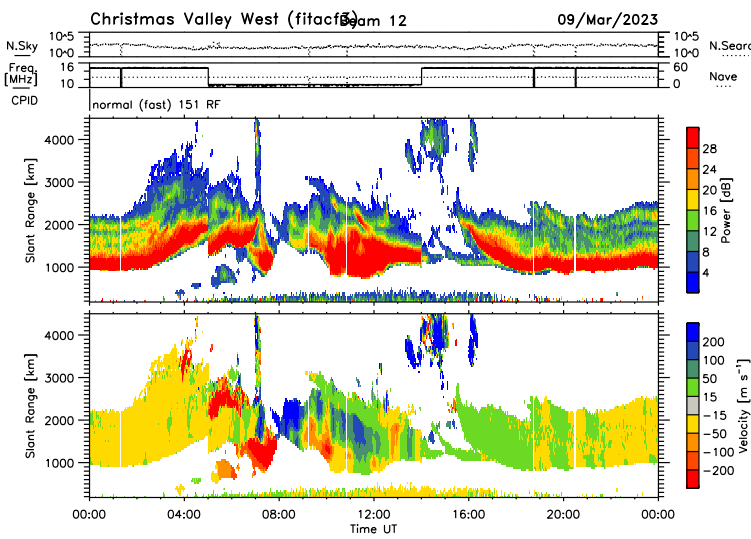 Christmas Valley West (fitacf3) Beam 12 09/Mar/2023
N.Sky 10^5 10^0 10^5 10^0 N.Sear
Freq. [MHz] 16 10 60 0 Nave
CPID normal (fast) 151 RF
Slant Range [km] 4000 3000 2000 1000
28 24 20 16 12 8 4 Power [dB]
Slant Range [km] 4000 3000 2000 1000
200 100 50 15 -15 -50 -100 -200 Velocity [m s⁻¹]
00:00 04:00 08:00 12:00 16:00 20:00 00:00
Time UT